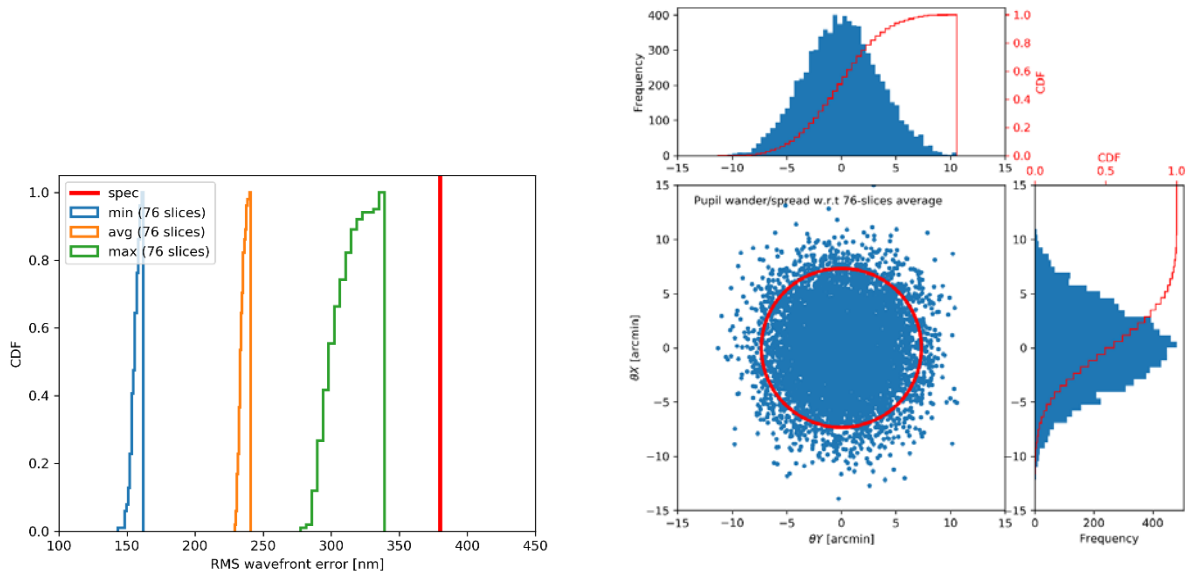 spec
min (76 slices)
avg (76 slices)
max (76 slices)
1.0
0.8
0.6
0.4
0.2
0.0
CDF
100 150 200 250 300 350 400 450
RMS wavefront error [nm]
400
300
200
100
0
Frequency
−15 −10 −5 0 5 10 15
1.0
0.8
0.6
0.4
0.2
0.0
CDF
Pupil wander/spread w.r.t 76-slices average
15
10
5
0
−5
−10
−15
θX [arcmin]
−15 −10 −5 0 5 10 15
θY [arcmin]
CDF
0.0 0.5 1.0
15
10
5
0
−5
−10
−15
0 200 400
Frequency